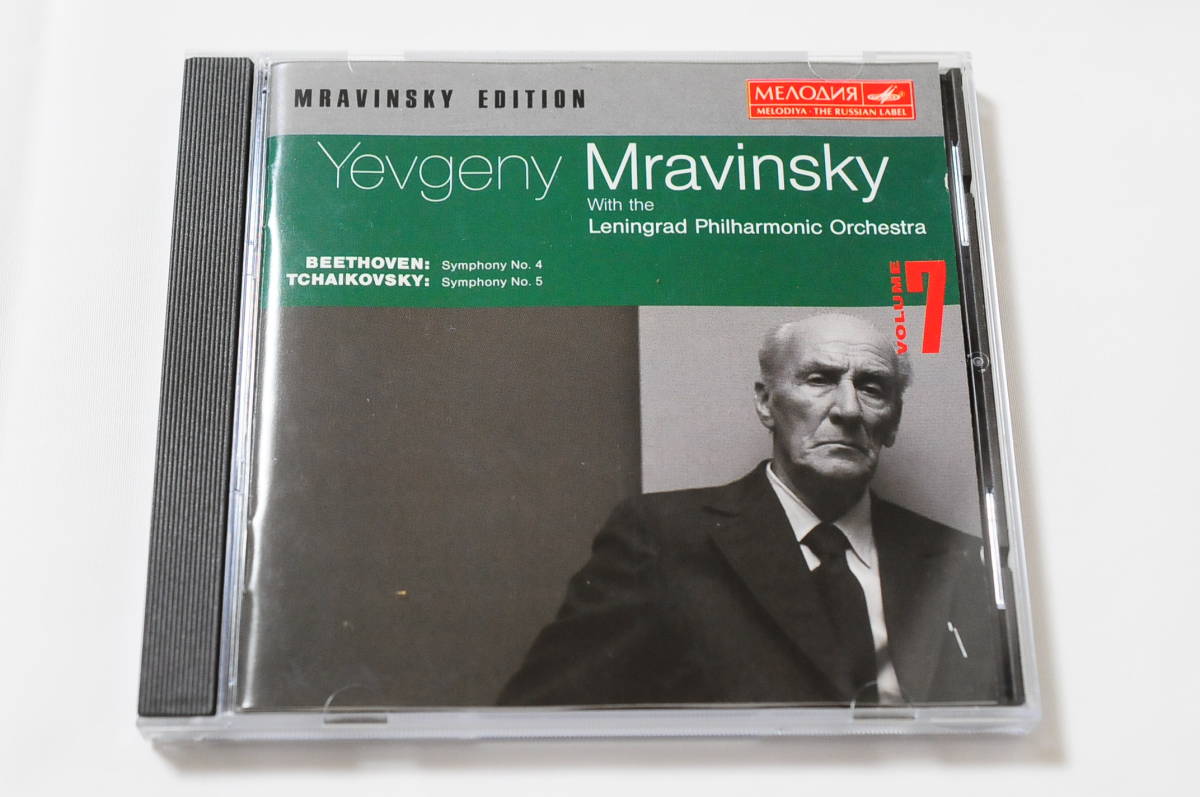 MRAVINSKY EDITION
МЕЛОДИЯ
MELODIYA · THE RUSSIAN LABEL
Yevgeny Mravinsky
With the
Leningrad Philharmonic Orchestra
BEETHOVEN: Symphony No. 4
TCHAIKOVSKY: Symphony No. 5
VOLUME 7